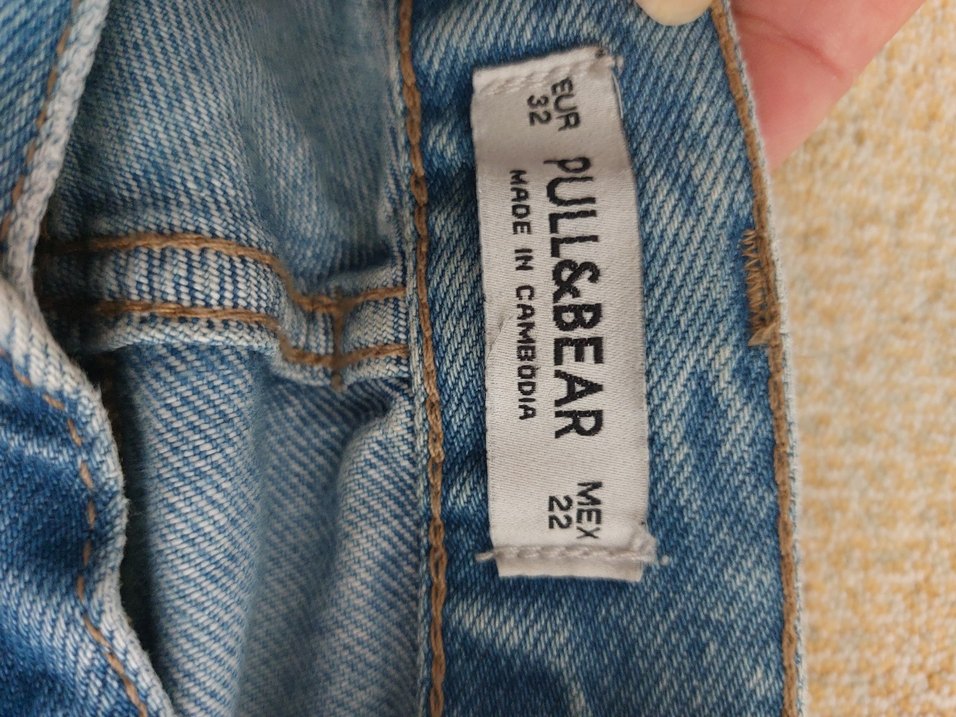 EUR
32
PULL&BEAR
MADE IN CAMBODIA
MEX
22